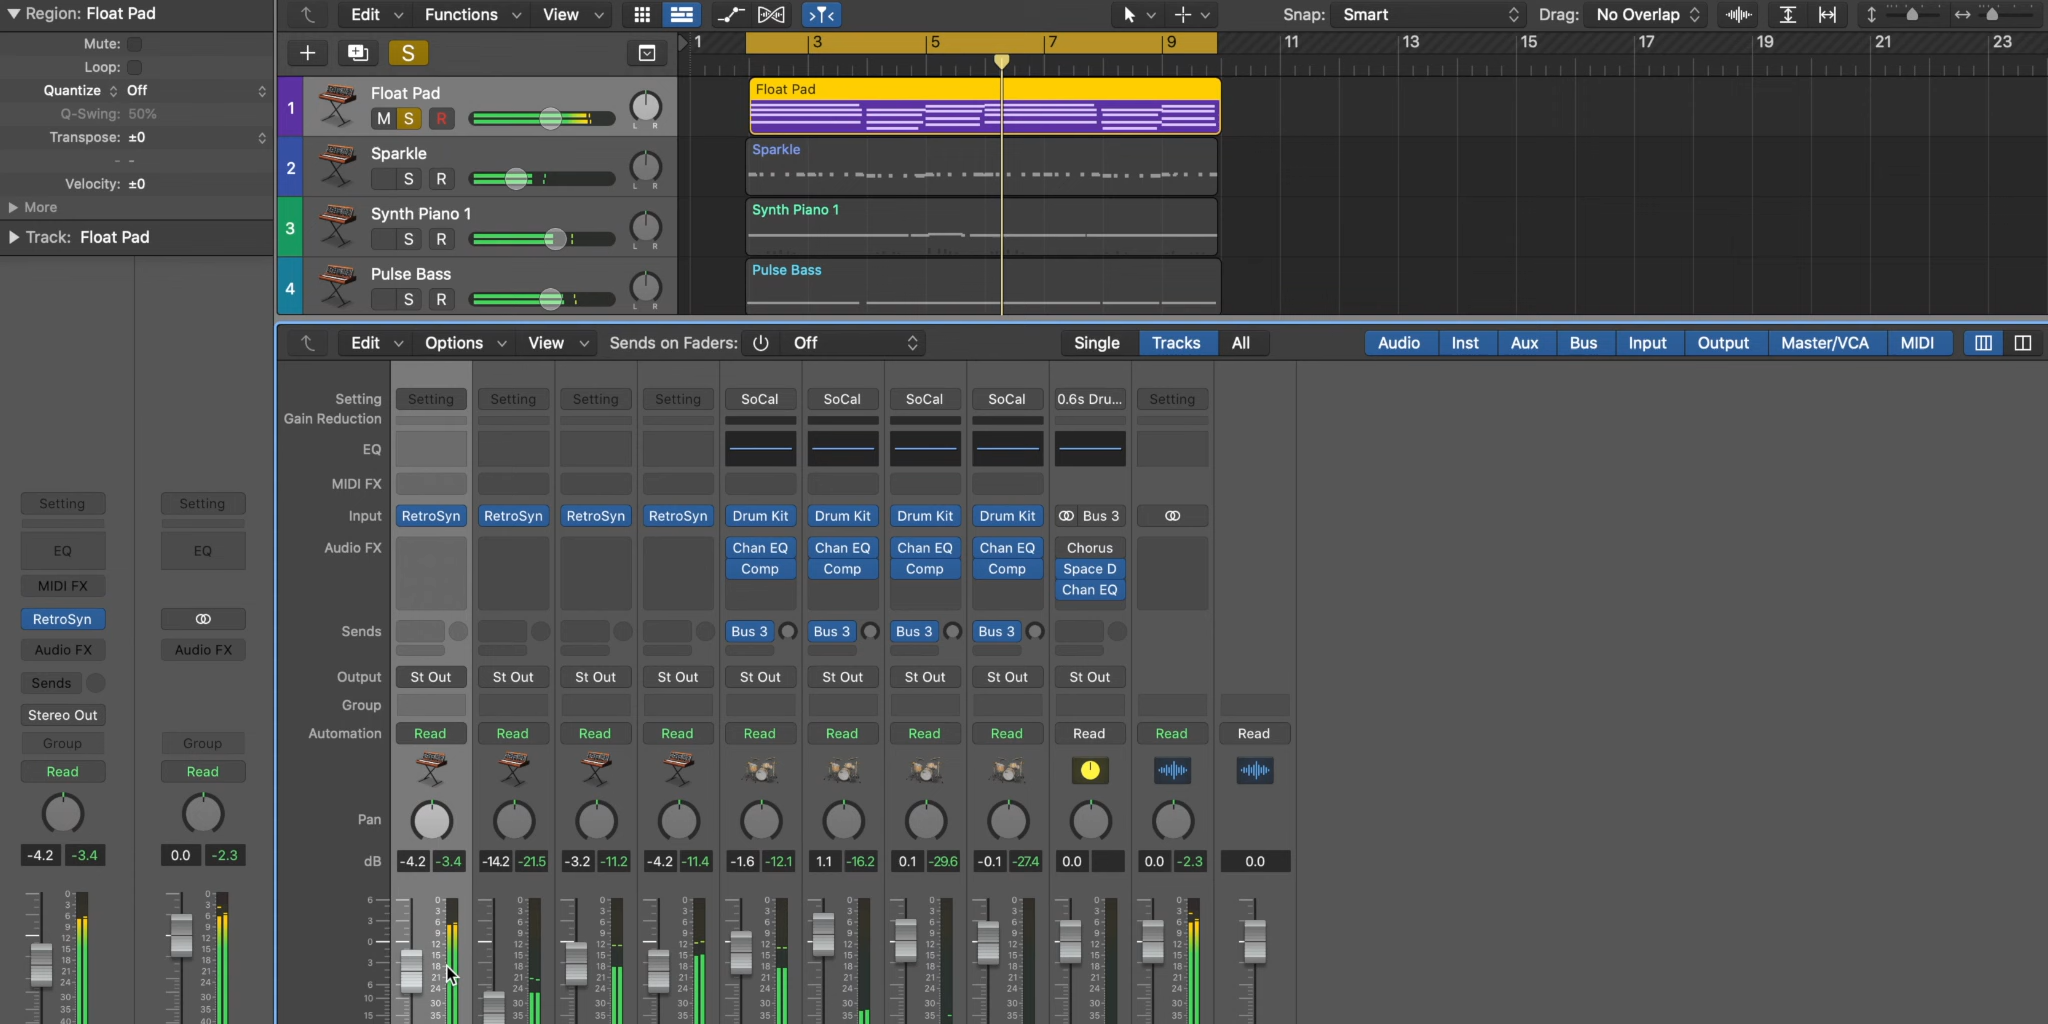 Region: Float Pad
Mute:
Loop:
Quantize Off
Q-Swing: 50%
Transpose: ±0
- -
Velocity: ±0
More
Track: Float Pad
Setting Setting
EQ EQ
MIDI FX
RetroSyn
Audio FX Audio FX
Sends
Stereo Out
Group Group
Read Read
-4.2 -3.4 0.0 -2.3
Edit Functions View Snap: Smart Drag: No Overlap
S
1 3 5 7 9 11 13 15 17 19 21 23
1 Float Pad
M S R L R
Float Pad
2 Sparkle
S R L R
Sparkle
3 Synth Piano 1
S R L R
Synth Piano 1
4 Pulse Bass
S R L R
Pulse Bass
Edit Options View Sends on Faders: Off Single Tracks All Audio Inst Aux Bus Input Output Master/VCA MIDI
Setting Setting Setting Setting Setting SoCal SoCal SoCal SoCal 0.6s Dru... Setting
Gain Reduction
EQ
MIDI FX
Input RetroSyn RetroSyn RetroSyn RetroSyn Drum Kit Drum Kit Drum Kit Drum Kit Bus 3
Audio FX Chan EQ Chan EQ Chan EQ Chan EQ Chorus
Comp Comp Comp Comp Space D
Chan EQ
Sends Bus 3 Bus 3 Bus 3 Bus 3
Output St Out St Out St Out St Out St Out St Out St Out St Out St Out
Group
Automation Read Read Read Read Read Read Read Read Read Read Read
Pan
dB -4.2 -3.4 -14.2 -21.5 -3.2 -11.2 -4.2 -11.4 -1.6 -12.1 1.1 -16.2 0.1 -29.6 -0.1 -27.4 0.0 0.0 -2.3 0.0